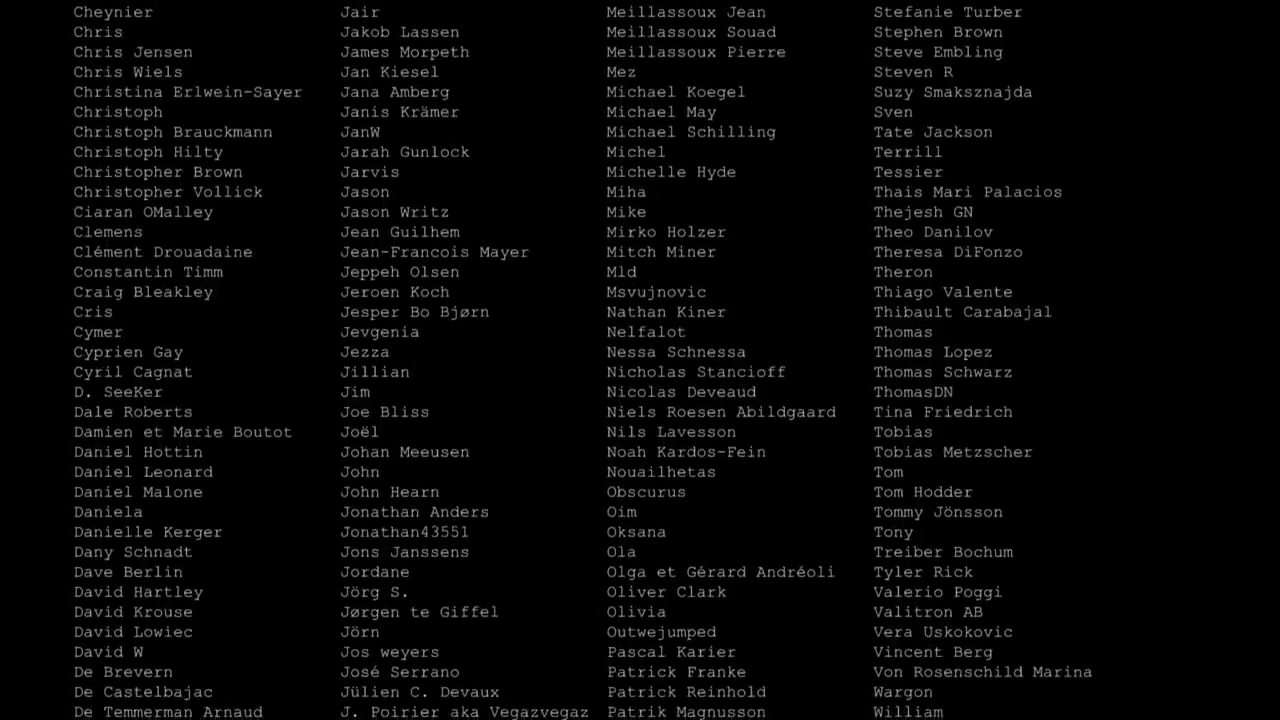 Cheynier
Chris
Chris Jensen
Chris Wiels
Christina Erlwein-Sayer
Christoph
Christoph Brauckmann
Christoph Hilty
Christopher Brown
Christopher Vollick
Ciaran OMalley
Clemens
Clément Drouadaine
Constantin Timm
Craig Bleakley
Cris
Cymer
Cyprien Gay
Cyril Cagnat
D. SeeKer
Dale Roberts
Damien et Marie Boutot
Daniel Hottin
Daniel Leonard
Daniel Malone
Daniela
Danielle Kerger
Dany Schnadt
Dave Berlin
David Hartley
David Krouse
David Lowiec
David W
De Brevern
De Castelbajac
De Temmerman Arnaud
Jair
Jakob Lassen
James Morpeth
Jan Kiesel
Jana Amberg
Janis Krämer
JanW
Jarah Gunlock
Jarvis
Jason
Jason Writz
Jean Guilhem
Jean-Francois Mayer
Jeppeh Olsen
Jeroen Koch
Jesper Bo Bjørn
Jevgenia
Jezza
Jillian
Jim
Joe Bliss
Joël
Johan Meeusen
John
John Hearn
Jonathan Anders
Jonathan43551
Jons Janssens
Jordane
Jörg S.
Jørgen te Giffel
Jörn
Jos weyers
José Serrano
Jülien C. Devaux
J. Poirier aka Vegazvegaz
Meillassoux Jean
Meillassoux Souad
Meillassoux Pierre
Mez
Michael Koegel
Michael May
Michael Schilling
Michel
Michelle Hyde
Miha
Mike
Mirko Holzer
Mitch Miner
Mld
Msvujnovic
Nathan Kiner
Nelfalot
Nessa Schnessa
Nicholas Stancioff
Nicolas Deveaud
Niels Roesen Abildgaard
Nils Lavesson
Noah Kardos-Fein
Nouailhetas
Obscurus
Oim
Oksana
Ola
Olga et Gérard Andréoli
Oliver Clark
Olivia
Outwejumped
Pascal Karier
Patrick Franke
Patrick Reinhold
Patrik Magnusson
Stefanie Turber
Stephen Brown
Steve Embling
Steven R
Suzy Smaksznajda
Sven
Tate Jackson
Terrill
Tessier
Thais Mari Palacios
Thejesh GN
Theo Danilov
Theresa DiFonzo
Theron
Thiago Valente
Thibault Carabajal
Thomas
Thomas Lopez
Thomas Schwarz
ThomasDN
Tina Friedrich
Tobias
Tobias Metzscher
Tom
Tom Hodder
Tommy Jönsson
Tony
Treiber Bochum
Tyler Rick
Valerio Poggi
Valitron AB
Vera Uskokovic
Vincent Berg
Von Rosenschild Marina
Wargon
William